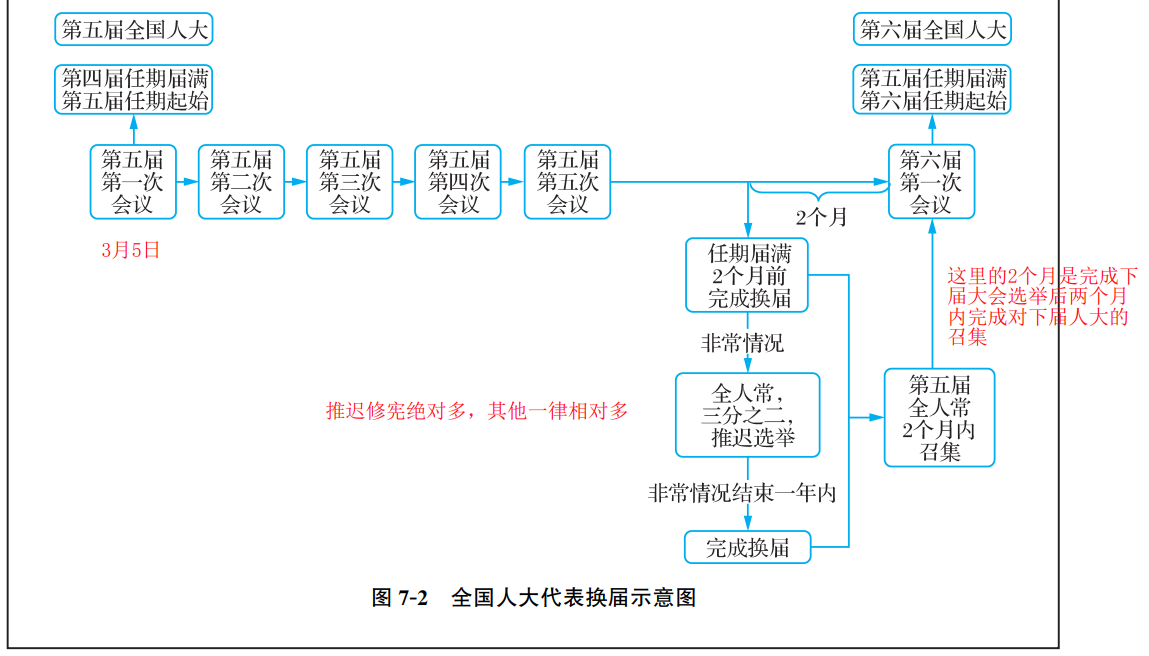 第五届全国人大
第六届全国人大
第四届任期届满
第五届任期起始
第五届任期届满
第六届任期起始
第五届
第一次
会议
第五届
第二次
会议
第五届
第三次
会议
第五届
第四次
会议
第五届
第五次
会议
第六届
第一次
会议
2个月
3月5日
任期届满
2个月前
完成换届
这里的2个月是完成下
届大会选举后两个月
内完成对下届人大的
召集
非常情况
全人常，
三分之二，
推迟选举
推迟修宪绝对多，其他一律相对多
第五届
全人常
2个月内
召集
非常情况结束一年内
完成换届
图 7-2 全国人大代表换届示意图